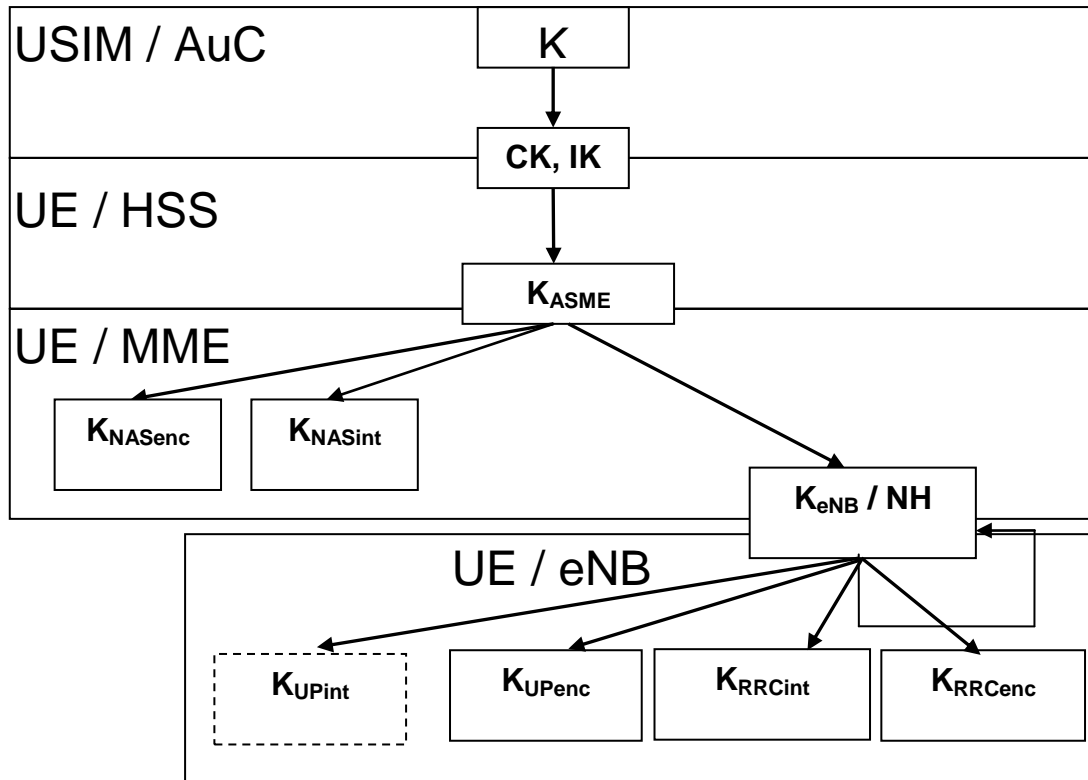 USIM / AuC
K
CK, IK
UE / HSS
KASME
UE / MME
KNASenc
KNASint
KeNB / NH
UE / eNB
KUPint
KUPenc
KRRCint
KRRCenc